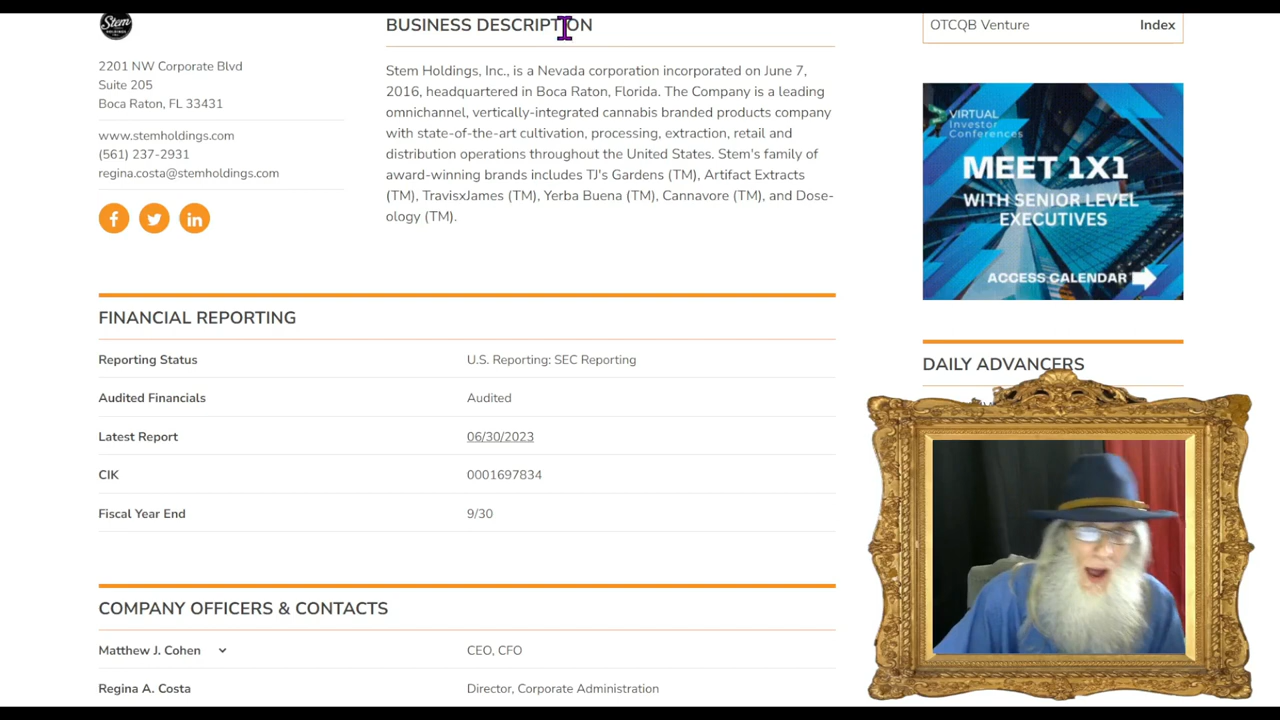 Stem
HOLDINGS
2201 NW Corporate Blvd
Suite 205
Boca Raton, FL 33431
www.stemholdings.com
(561) 237-2931
regina.costa@stemholdings.com
BUSINESS DESCRIPTION
Stem Holdings, Inc., is a Nevada corporation incorporated on June 7,
2016, headquartered in Boca Raton, Florida. The Company is a leading
omnichannel, vertically-integrated cannabis branded products company
with state-of-the-art cultivation, processing, extraction, retail and
distribution operations throughout the United States. Stem's family of
award-winning brands includes TJ's Gardens (TM), Artifact Extracts
(TM), TravisxJames (TM), Yerba Buena (TM), Cannavore (TM), and Dose-
ology (TM).
FINANCIAL REPORTING
Reporting Status U.S. Reporting: SEC Reporting
Audited Financials Audited
Latest Report 06/30/2023
CIK 0001697834
Fiscal Year End 9/30
COMPANY OFFICERS & CONTACTS
Matthew J. Cohen CEO, CFO
Regina A. Costa Director, Corporate Administration
OTCQB Venture Index
VIRTUAL
Investor
Conferences
MEET 1X1
WITH SENIOR LEVEL
EXECUTIVES
ACCESS CALENDAR
DAILY ADVANCERS